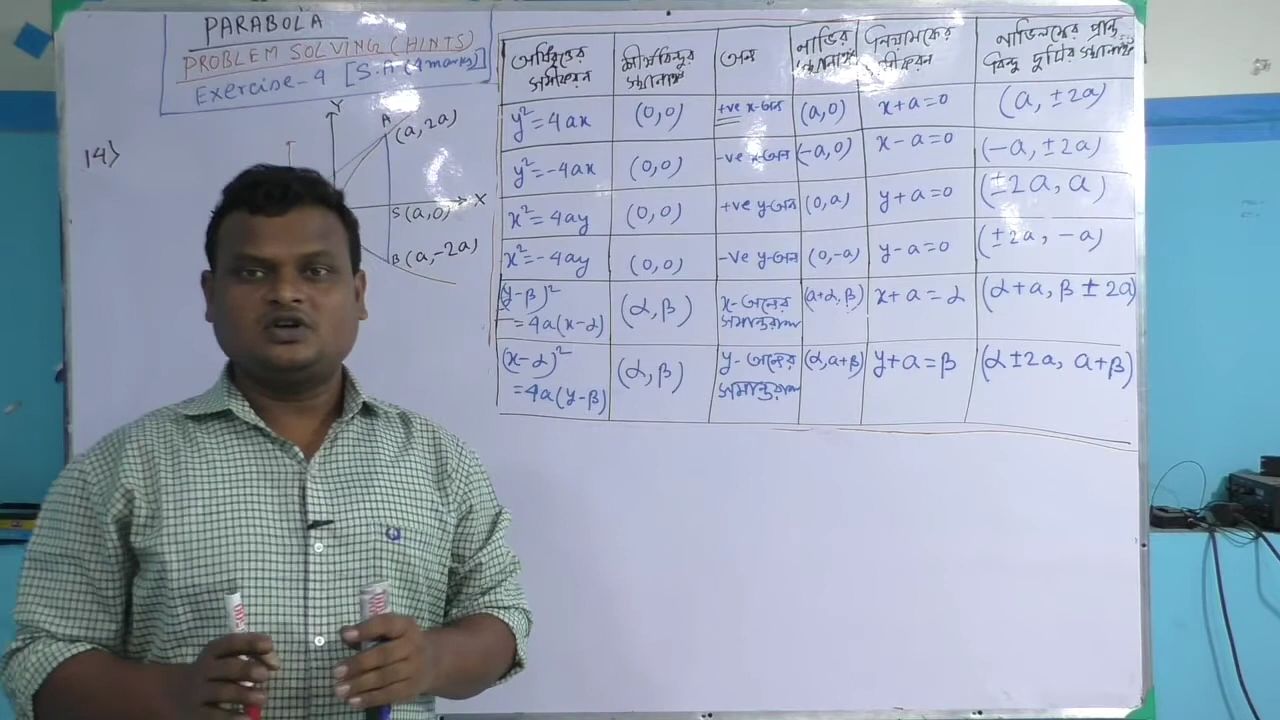 PARABOLA
PROBLEM SOLVING (HINTS)
Exercise-4 [S.A (4 marks)]
14)
Y
A
(a, 2a)
X
S (a, 0)
B (a, -2a)
অধিবৃত্তের সমীকরন
শীর্ষবিন্দুর স্থানাঙ্ক
অক্ষ
নাভির স্থানাঙ্ক
নিয়ামকের সমীকরন
নাভিলম্বের প্রান্ত বিন্দু দুটির স্থানাঙ্ক
y² = 4ax (0,0) +ve x-অক্ষ (a,0) x+a=0 (a, ±2a)
y² = -4ax (0,0) -ve x-অক্ষ (-a,0) x-a=0 (-a, ±2a)
x² = 4ay (0,0) +ve y-অক্ষ (0,a) y+a=0 (±2a, a)
x² = -4ay (0,0) -ve y-অক্ষ (0,-a) y-a=0 (±2a, -a)
(y-β)² = 4a(x-α) (α,β) x-অক্ষের সমান্তরাল (a+α, β) x+a=α (α+a, β±2a)
(x-α)² = 4a(y-β) (α,β) y-অক্ষের সমান্তরাল (α, a+β) y+a=β (α±2a, a+β)